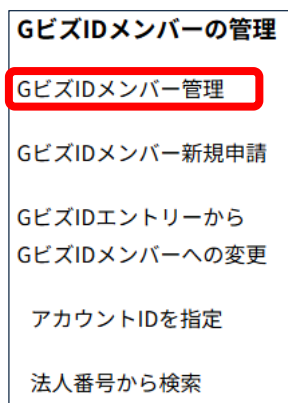 GビズIDメンバーの管理
GビズIDメンバー管理
GビズIDメンバー新規申請
GビズIDエントリーから
GビズIDメンバーへの変更
アカウントIDを指定
法人番号から検索